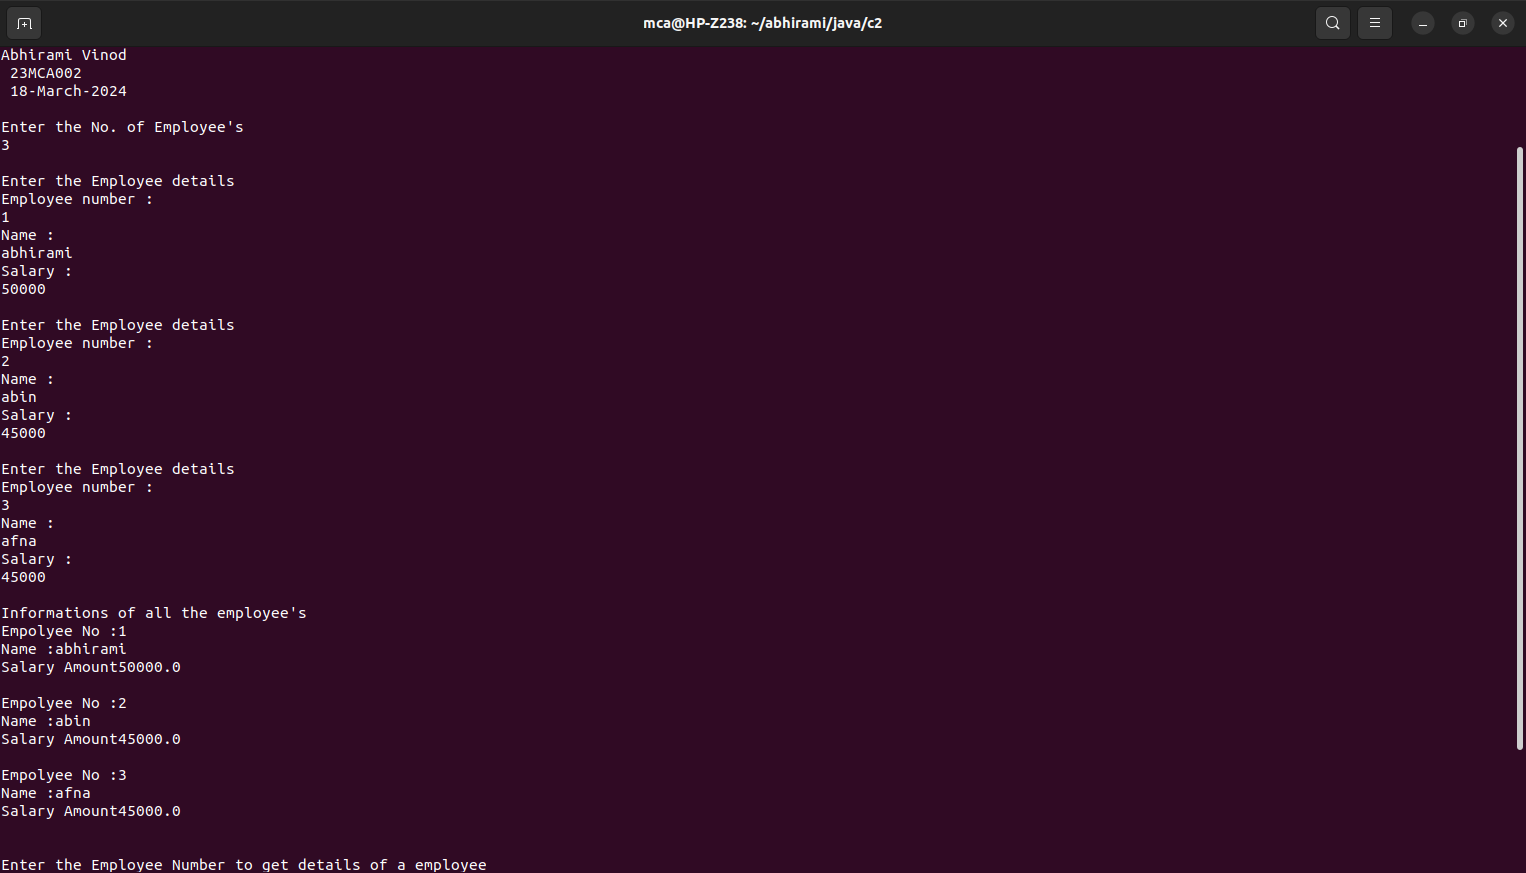 mca@HP-Z238: ~/abhirami/java/c2
Abhirami Vinod
23MCA002
18-March-2024
Enter the No. of Employee's
3
Enter the Employee details
Employee number :
1
Name :
abhirami
Salary :
50000
Enter the Employee details
Employee number :
2
Name :
abin
Salary :
45000
Enter the Employee details
Employee number :
3
Name :
afna
Salary :
45000
Informations of all the employee's
Empolyee No :1
Name :abhirami
Salary Amount50000.0
Empolyee No :2
Name :abin
Salary Amount45000.0
Empolyee No :3
Name :afna
Salary Amount45000.0
Enter the Employee Number to get details of a employee